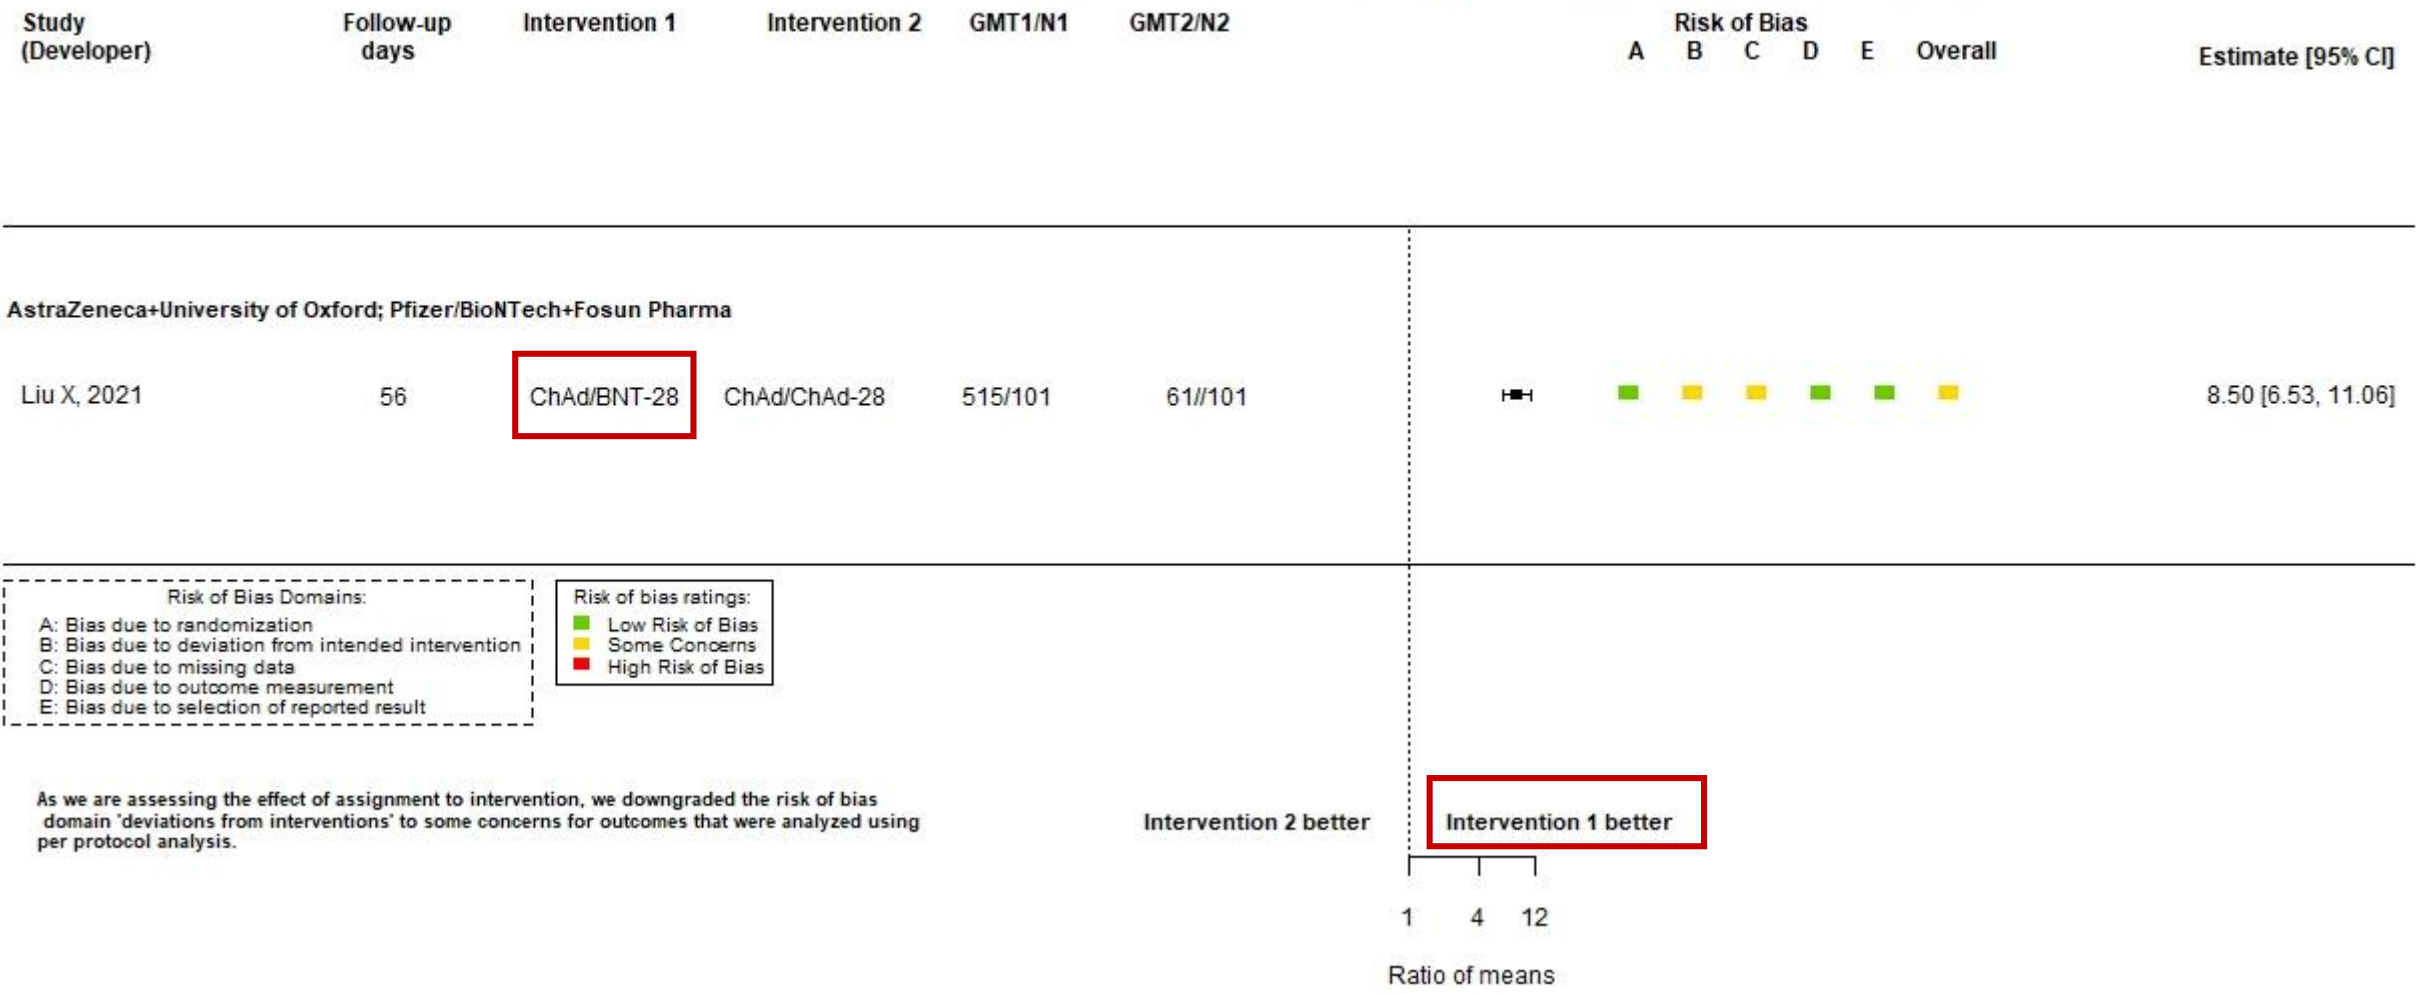 Study Follow-up Intervention 1 Intervention 2 GMT1/N1 GMT2/N2 Risk of Bias
(Developer) days A B C D E Overall Estimate [95% CI]
AstraZeneca+University of Oxford; Pfizer/BioNTech+Fosun Pharma
Liu X, 2021 56 ChAd/BNT-28 ChAd/ChAd-28 515/101 61//101 8.50 [6.53, 11.06]
Risk of Bias Domains:
A: Bias due to randomization
B: Bias due to deviation from intended intervention
C: Bias due to missing data
D: Bias due to outcome measurement
E: Bias due to selection of reported result
Risk of bias ratings:
Low Risk of Bias
Some Concerns
High Risk of Bias
As we are assessing the effect of assignment to intervention, we downgraded the risk of bias
domain 'deviations from interventions' to some concerns for outcomes that were analyzed using
per protocol analysis.
Intervention 2 better Intervention 1 better
1 4 12
Ratio of means